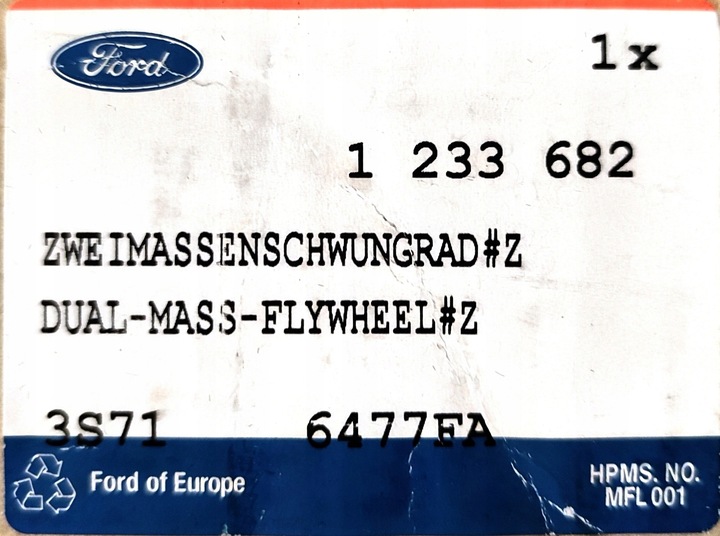 Ford
1x
1 233 682
ZWEIMASSENSCHWUNGRAD#Z
DUAL-MASS-FLYWHEEL#Z
3S71 6477FA
Ford of Europe
HPMS. NO.
MFL 001